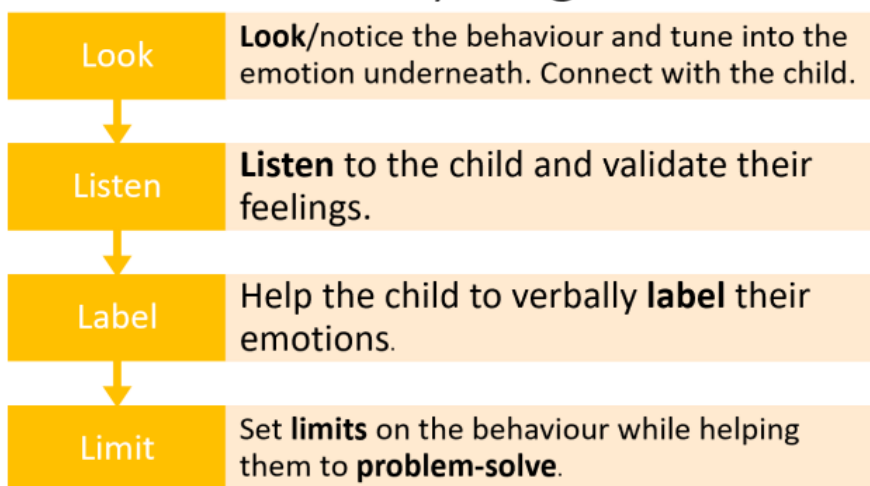 Look
Look/notice the behaviour and tune into the
emotion underneath. Connect with the child.
Listen
Listen to the child and validate their
feelings.
Label
Help the child to verbally label their
emotions.
Limit
Set limits on the behaviour while helping
them to problem-solve.